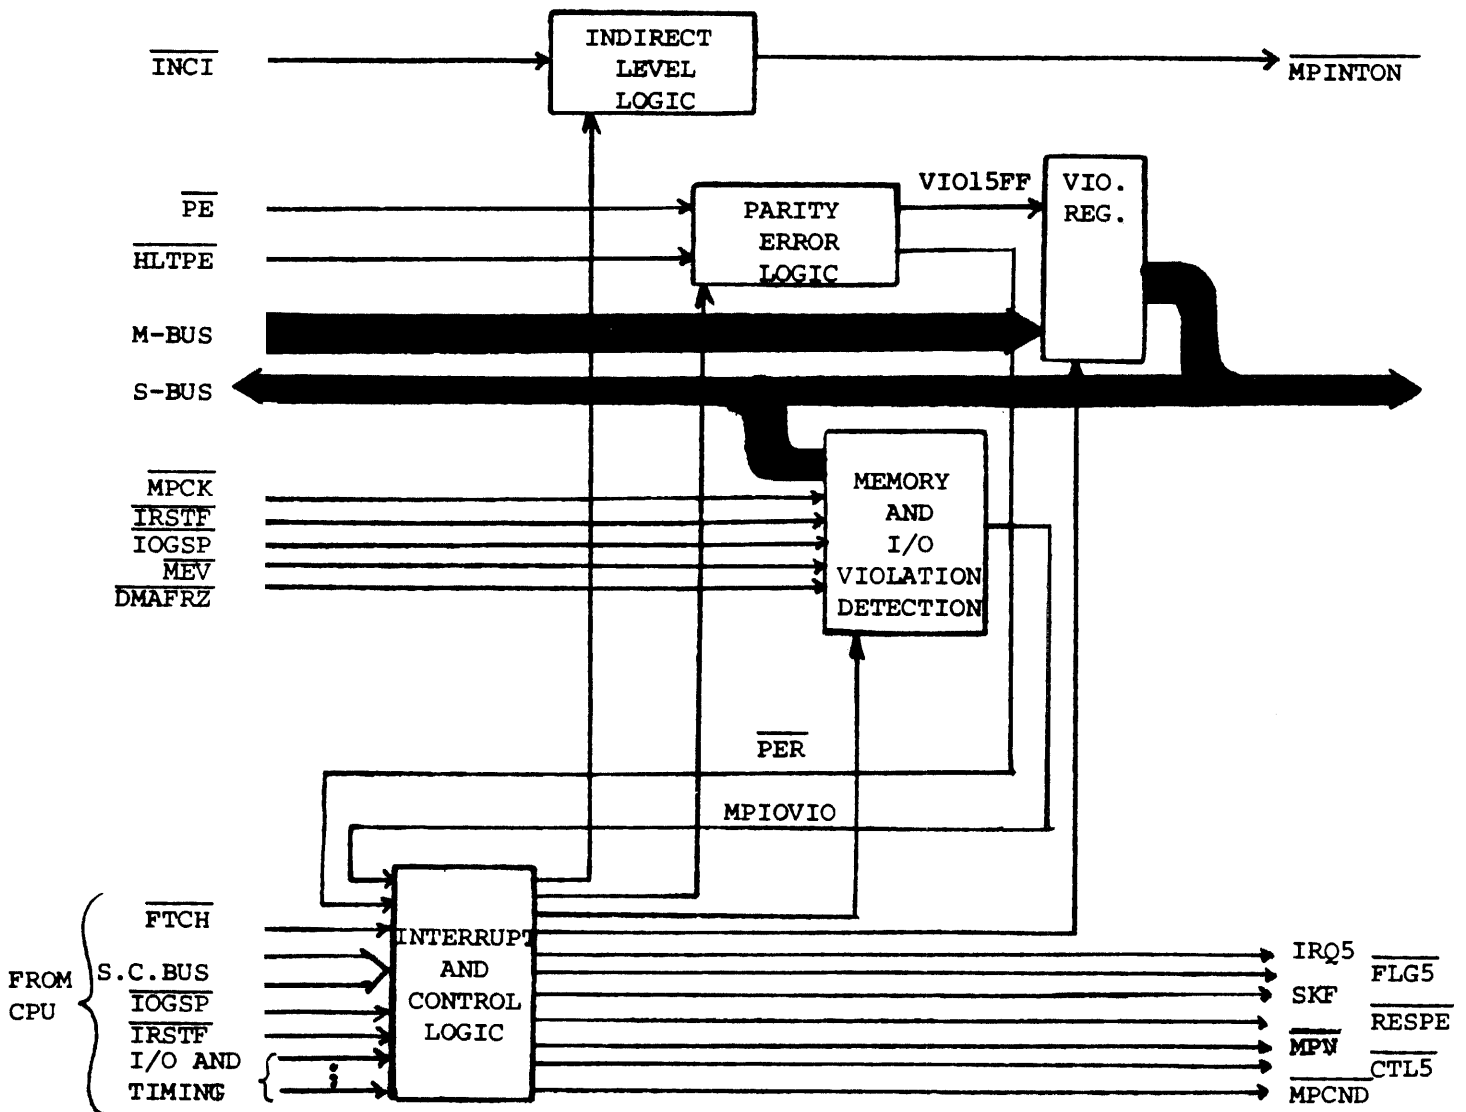 INDIRECT
LEVEL
LOGIC
INCI
MPINTON
VIO15FF
VIO.
REG.
PE
PARITY
ERROR
LOGIC
HLTPE
M-BUS
S-BUS
MPCK
IRSTF
IOGSP
MEV
DMAFRZ
MEMORY
AND
I/O
VIOLATION
DETECTION
PER
MPIOVIO
FROM
CPU
FTCH
S.C.BUS
IOGSP
IRSTF
I/O AND
TIMING
INTERRUPT
AND
CONTROL
LOGIC
IRQ5
FLG5
SKF
RESPE
MPV
CTL5
MPCND